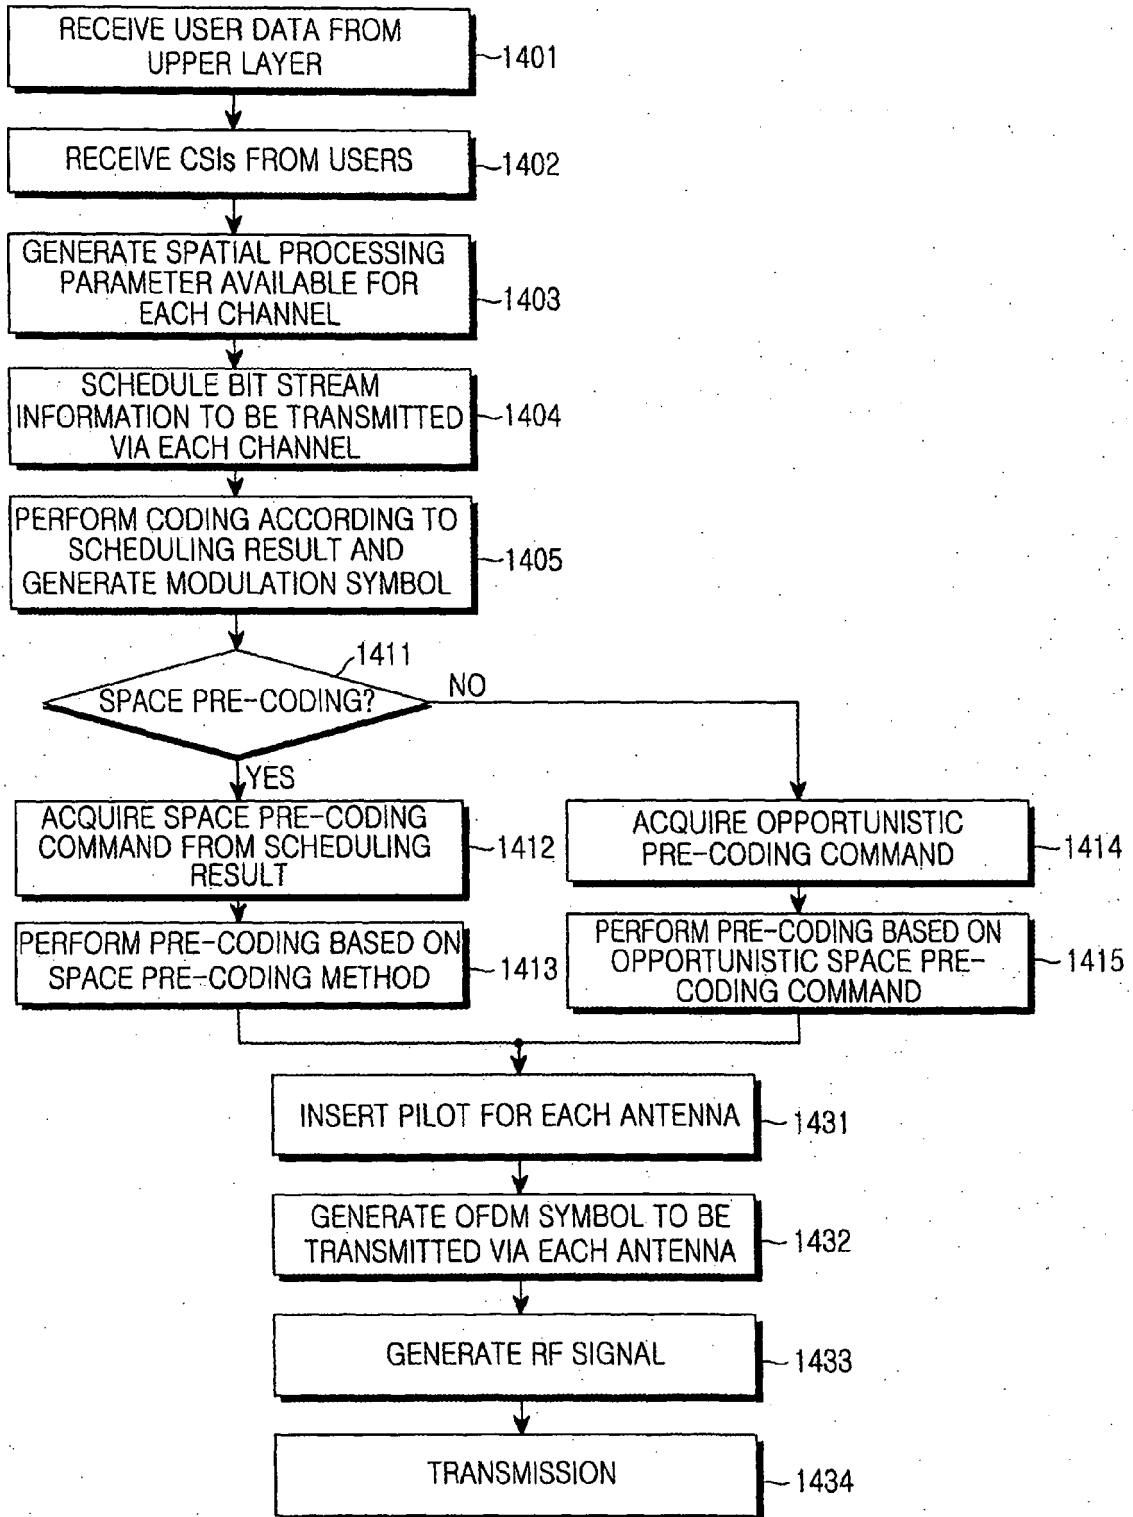 RECEIVE USER DATA FROM
UPPER LAYER
1401
RECEIVE CSIs FROM USERS
1402
GENERATE SPATIAL PROCESSING
PARAMETER AVAILABLE FOR
EACH CHANNEL
1403
SCHEDULE BIT STREAM
INFORMATION TO BE TRANSMITTED
VIA EACH CHANNEL
1404
PERFORM CODING ACCORDING TO
SCHEDULING RESULT AND
GENERATE MODULATION SYMBOL
1405
1411
SPACE PRE-CODING?
NO
YES
ACQUIRE SPACE PRE-CODING
COMMAND FROM SCHEDULING
RESULT
1412
ACQUIRE OPPORTUNISTIC
PRE-CODING COMMAND
1414
PERFORM PRE-CODING BASED ON
SPACE PRE-CODING METHOD
1413
PERFORM PRE-CODING BASED ON
OPPORTUNISTIC SPACE PRE-
CODING COMMAND
1415
INSERT PILOT FOR EACH ANTENNA
1431
GENERATE OFDM SYMBOL TO BE
TRANSMITTED VIA EACH ANTENNA
1432
GENERATE RF SIGNAL
1433
TRANSMISSION
1434